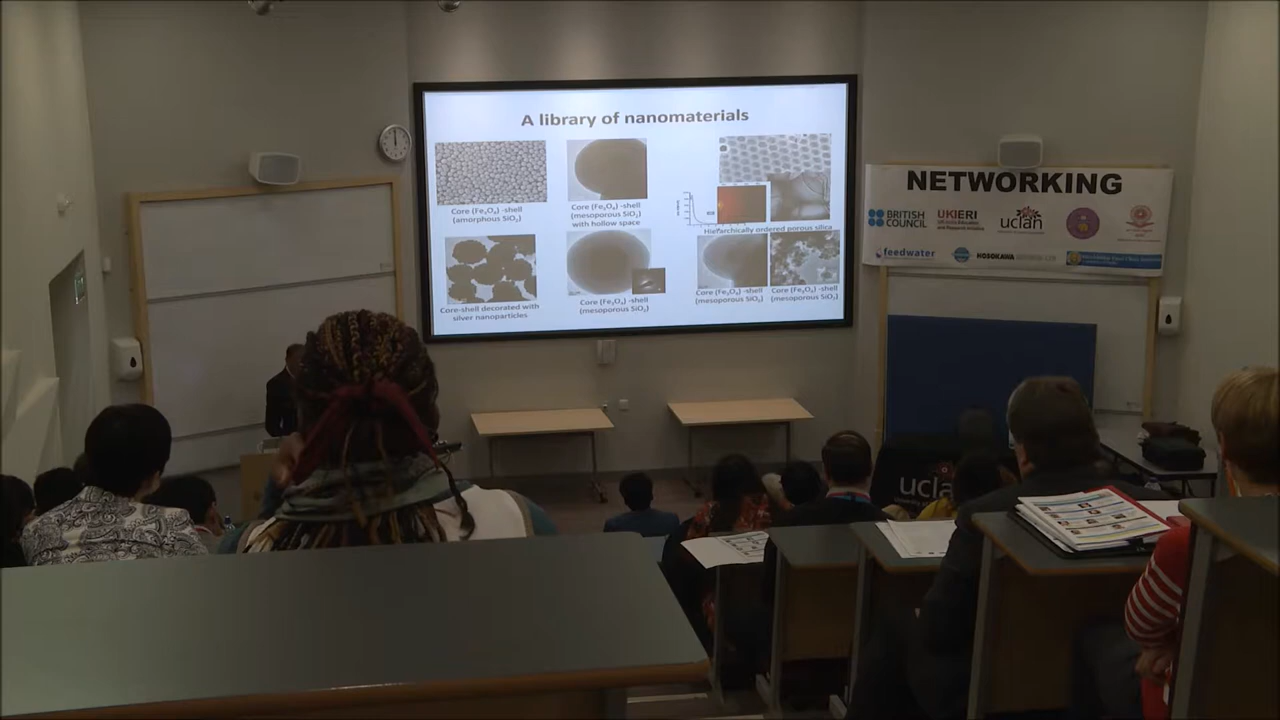 A library of nanomaterials
Core (Fe₃O₄) -shell
(amorphous SiO₂)
Core (Fe₃O₄) -shell
(mesoporous SiO₂)
with hollow space
Hierarchically ordered porous silica
Core-shell decorated with
silver nanoparticles
Core (Fe₃O₄) -shell
(mesoporous SiO₂)
Core (Fe₃O₄) -shell
(mesoporous SiO₂)
Core (Fe₃O₄) -shell
(mesoporous SiO₂)
NETWORKING
BRITISH
COUNCIL
UKIERI
uclan
feedwater
HOSOKAWA
ucla